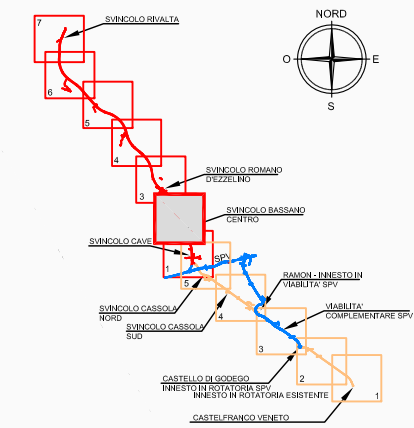 NORD
O
E
S
7
SVINCOLO RIVALTA
6
5
4
3
SVINCOLO ROMANO
D'EZZELINO
SVINCOLO BASSANO
CENTRO
SVINCOLO CAVE
1
SPV
5
RAMON - INNESTO IN
VIABILITA' SPV
SVINCOLO CASSOLA
NORD
4
VIABILITA'
COMPLEMENTARE SPV
SVINCOLO CASSOLA
SUD
3
CASTELLO DI GODEGO
INNESTO IN ROTATORIA SPV
2
INNESTO IN ROTATORIA ESISTENTE
1
CASTELFRANCO VENETO